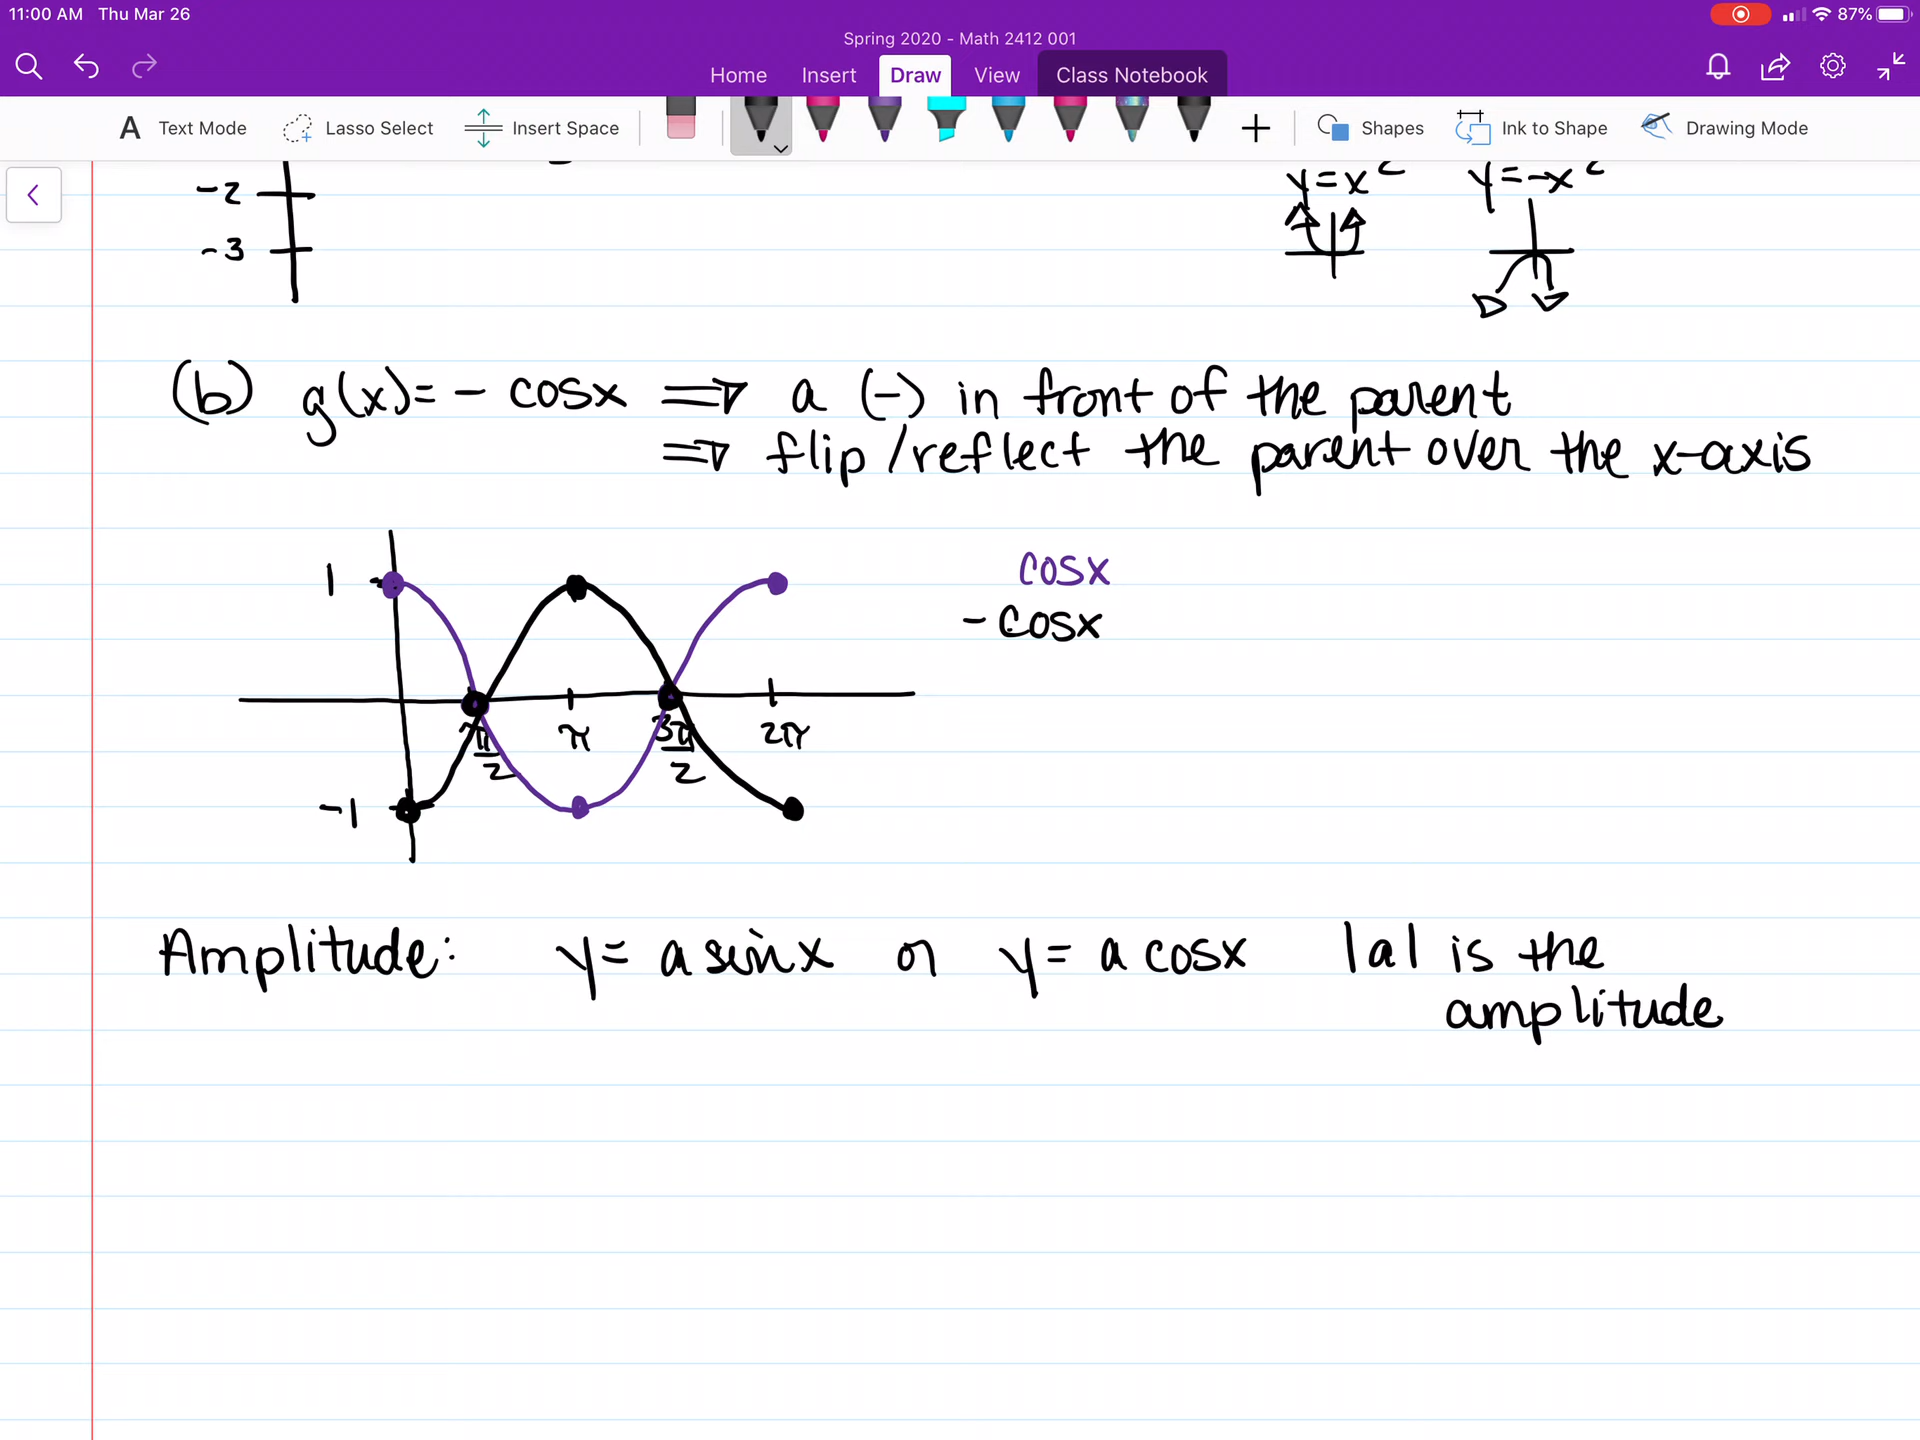 11:00 AM Thu Mar 26
87%
Spring 2020 - Math 2412 001
Home Insert Draw View Class Notebook
A Text Mode Lasso Select Insert Space Shapes Ink to Shape Drawing Mode
-2
-3
y=x² y=-x²
(b) g(x)= - cosx ⇒ a (-) in front of the parent
⇒ flip/reflect the parent over the x-axis
1
cosx
-cosx
π/2 π 3π/2 2π
-1
Amplitude: y= a sinx or y= a cosx |a| is the
amplitude